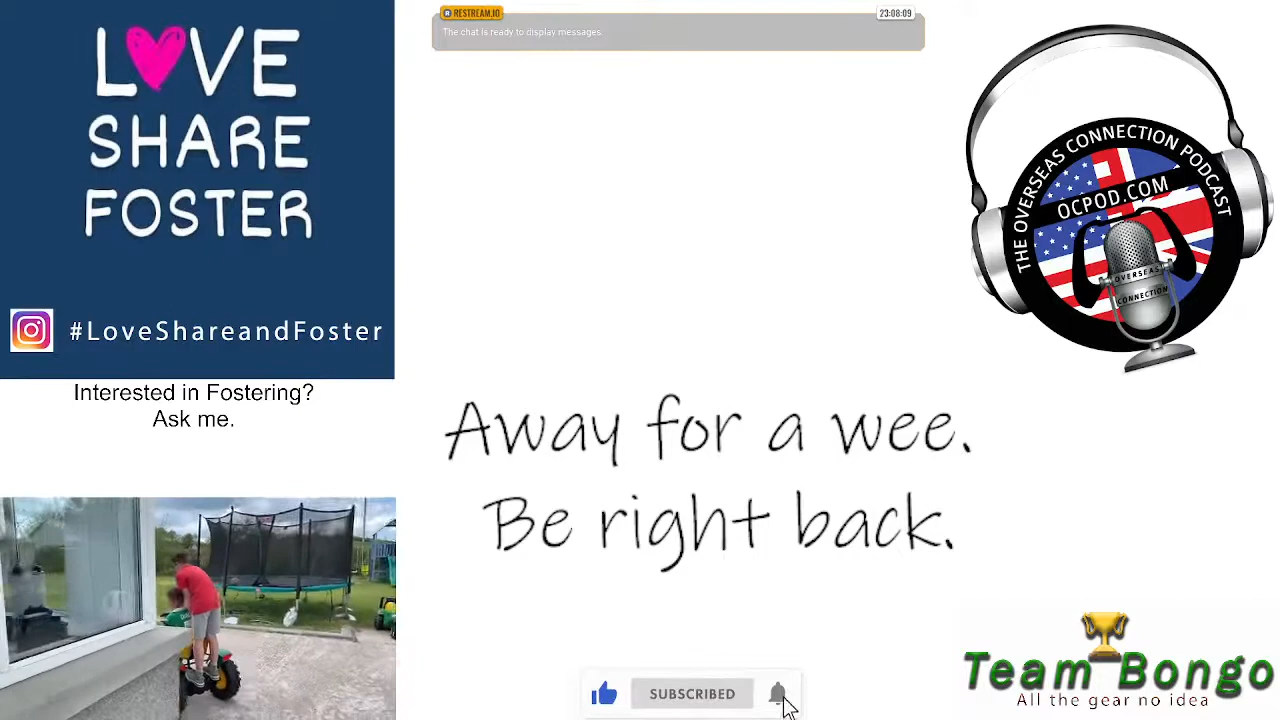 LOVE
SHARE
FOSTER
#LoveShareandFoster
Interested in Fostering?
Ask me.
RESTREAM.IO
23:08:09
The chat is ready to display messages.
THE OVERSEAS CONNECTION PODCAST
OCPOD.COM
OVERSEAS
CONNECTION
Away for a wee.
Be right back.
SUBSCRIBED
Team Bongo
All the gear no idea